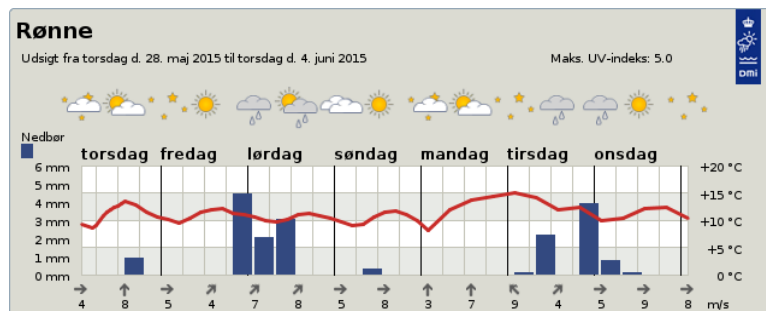 Rønne
Udsigt fra torsdag d. 28. maj 2015 til torsdag d. 4. juni 2015 Maks. UV-indeks: 5.0
DMI
Nedbør
torsdag fredag lørdag søndag mandag tirsdag onsdag
6 mm +20 °C
5 mm
4 mm +15 °C
3 mm +10 °C
2 mm
1 mm +5 °C
0 mm 0 °C
4 8 5 4 7 8 5 8 3 7 9 4 5 9 8 m/s